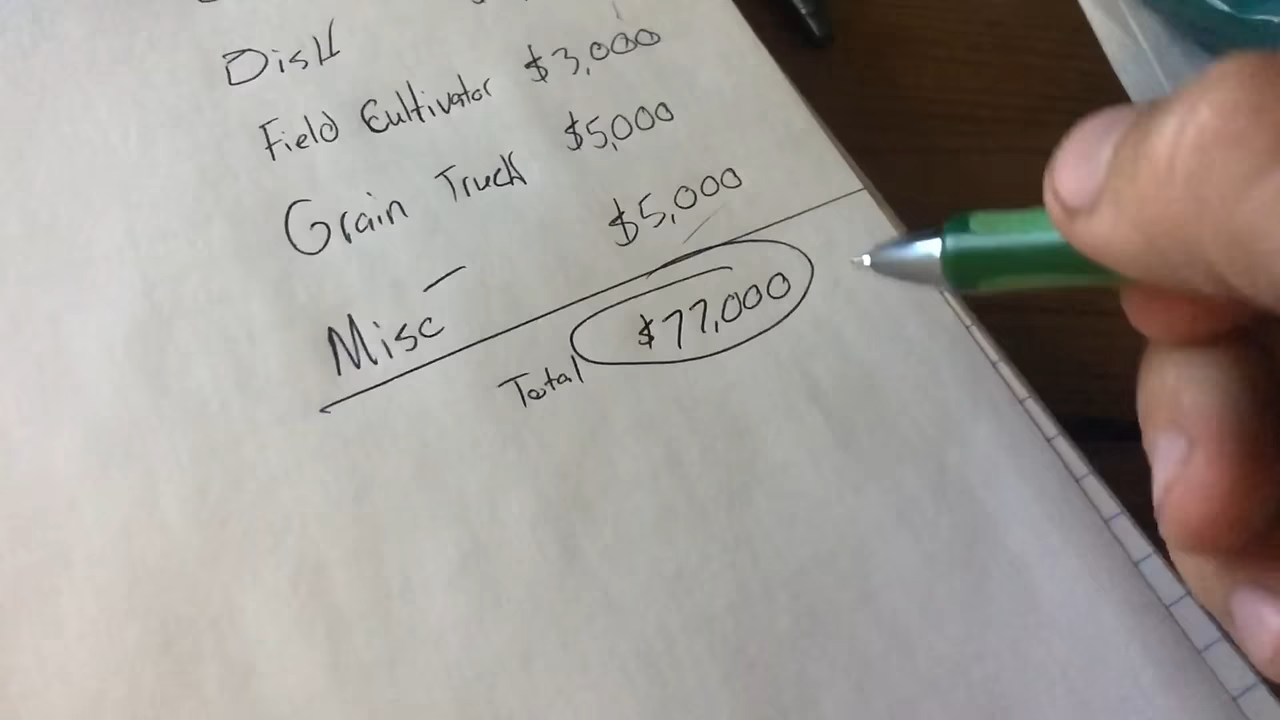 Disk
Field Cultivator $3,000
Grain Truck $5,000
Misc $5,000
Total $77,000